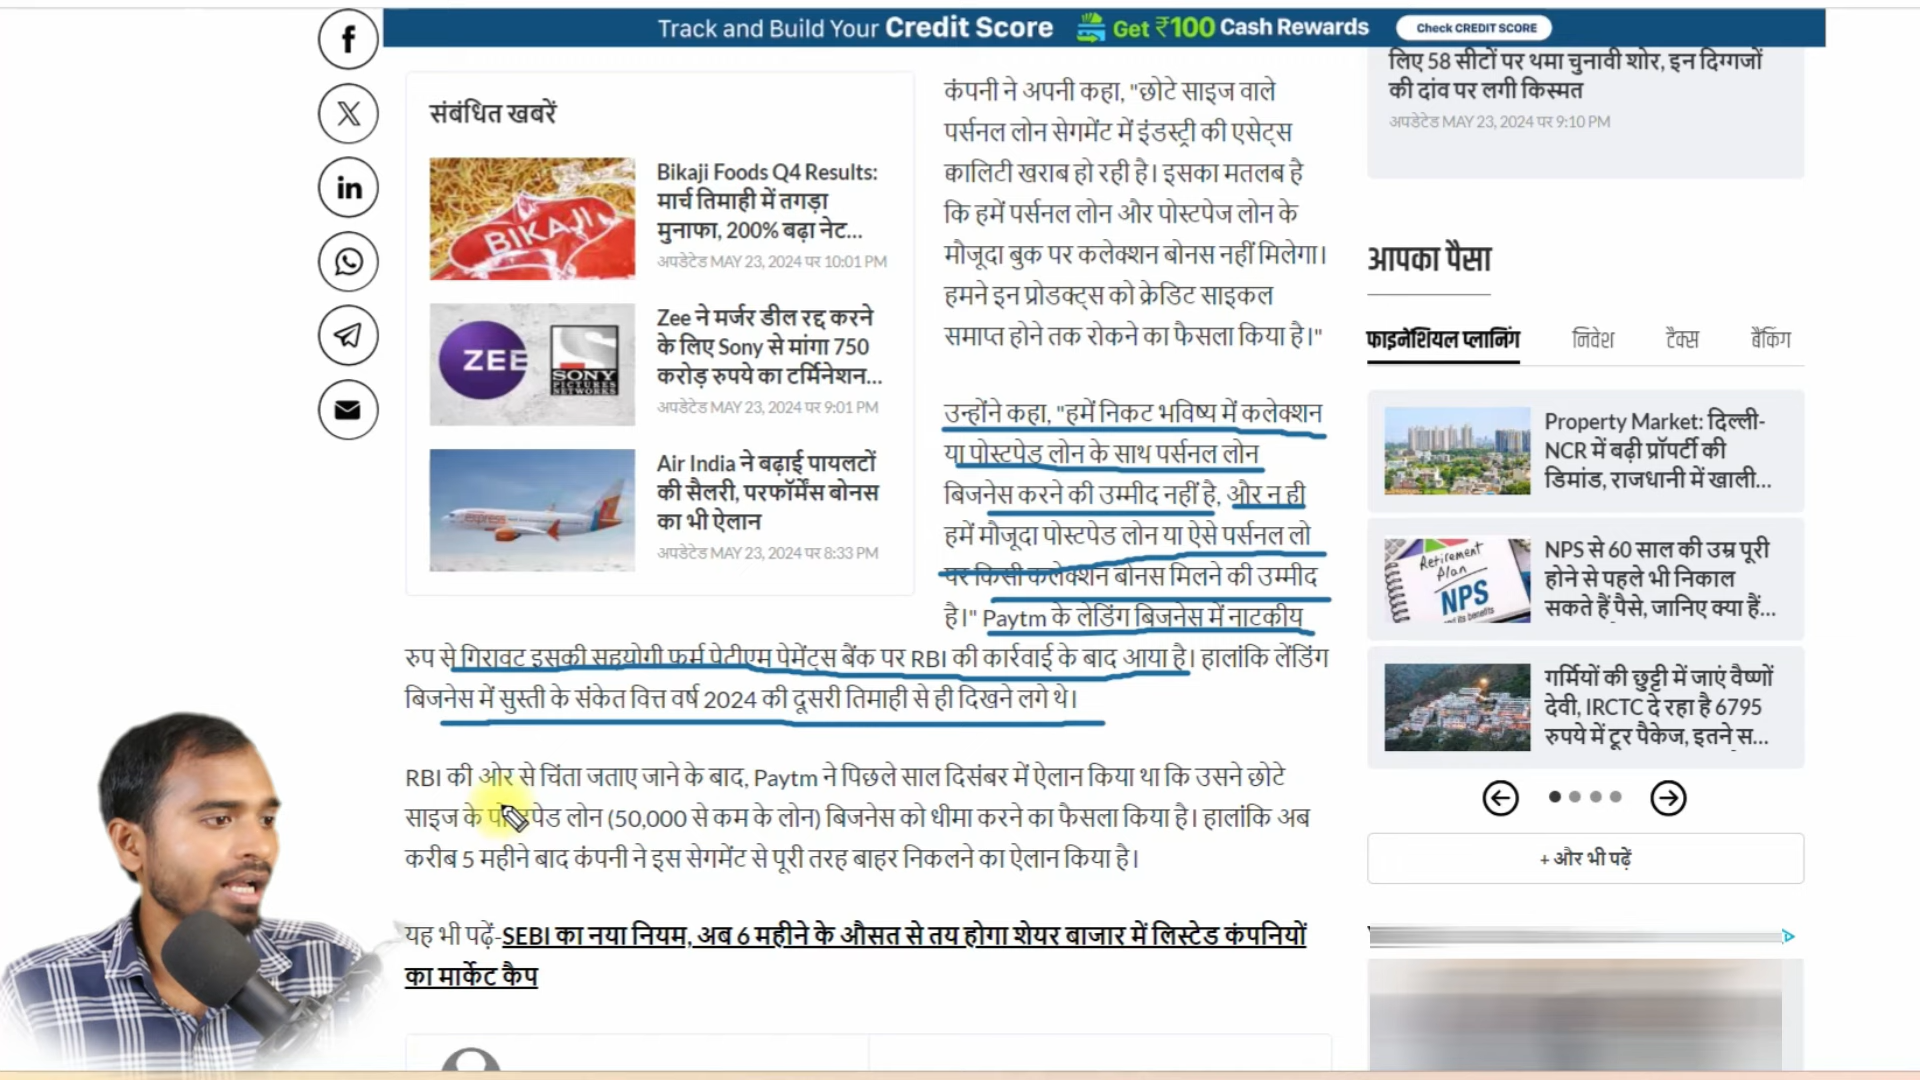 Track and Build Your Credit Score Get ₹100 Cash Rewards Check CREDIT SCORE
संबंधित खबरें
BIKAJI
Bikaji Foods Q4 Results:
मार्च तिमाही में तगड़ा
मुनाफा, 200% बढ़ा नेट...
अपडेटेड MAY 23, 2024 पर 10:01 PM
ZEE
SONY
PICTURES
NETWORKS
Zee ने मर्जर डील रद्द करने
के लिए Sony से मांगा 750
करोड़ रुपये का टर्मिनेशन...
अपडेटेड MAY 23, 2024 पर 9:01 PM
express
Air India ने बढ़ाई पायलटों
की सैलरी, परफॉर्मेंस बोनस
का भी ऐलान
अपडेटेड MAY 23, 2024 पर 8:33 PM
कंपनी ने अपनी कहा, "छोटे साइज वाले
पर्सनल लोन सेगमेंट में इंडस्ट्री की एसेट्स
क्वालिटी खराब हो रही है। इसका मतलब है
कि हमें पर्सनल लोन और पोस्टपेज लोन के
मौजूदा बुक पर कलेक्शन बोनस नहीं मिलेगा।
हमने इन प्रोडक्ट्स को क्रेडिट साइकल
समाप्त होने तक रोकने का फैसला किया है।"
उन्होंने कहा, "हमें निकट भविष्य में कलेक्शन
या पोस्टपेड लोन के साथ पर्सनल लोन
बिजनेस करने की उम्मीद नहीं है, और न ही
हमें मौजूदा पोस्टपेड लोन या ऐसे पर्सनल लो
पर किसी कलेक्शन बोनस मिलने की उम्मीद
है।" Paytm के लेंडिंग बिजनेस में नाटकीय
रुप से गिरावट इसकी सहयोगी फर्म पेटीएम पेमेंट्स बैंक पर RBI की कार्रवाई के बाद आया है। हालांकि लेंडिंग
बिजनेस में सुस्ती के संकेत वित्त वर्ष 2024 की दूसरी तिमाही से ही दिखने लगे थे।
RBI की ओर से चिंता जताए जाने के बाद, Paytm ने पिछले साल दिसंबर में ऐलान किया था कि उसने छोटे
साइज के लोन (50,000 से कम के लोन) बिजनेस को धीमा करने का फैसला किया है। हालांकि अब
करीब 5 महीने बाद कंपनी ने इस सेगमेंट से पूरी तरह बाहर निकलने का ऐलान किया है।
यह भी पढ़ें-SEBI का नया नियम, अब 6 महीने के औसत से तय होगा शेयर बाजार में लिस्टेड कंपनियों
का मार्केट कैप
लिए 58 सीटों पर थमा चुनावी शोर, इन दिग्गजों
की दांव पर लगी किस्मत
अपडेटेड MAY 23, 2024 पर 9:10 PM
आपका पैसा
फाइनेंशियल प्लानिंग निवेश टैक्स बैंकिंग
Property Market: दिल्ली-
NCR में बढ़ी प्रॉपर्टी की
डिमांड, राजधानी में खाली...
Retirement
Plan
NPS
its benefits
NPS से 60 साल की उम्र पूरी
होने से पहले भी निकाल
सकते हैं पैसे, जानिए क्या हैं...
गर्मियों की छुट्टी में जाएं वैष्णों
देवी, IRCTC दे रहा है 6795
रुपये में टूर पैकेज, इतने स...
+ और भी पढ़ें